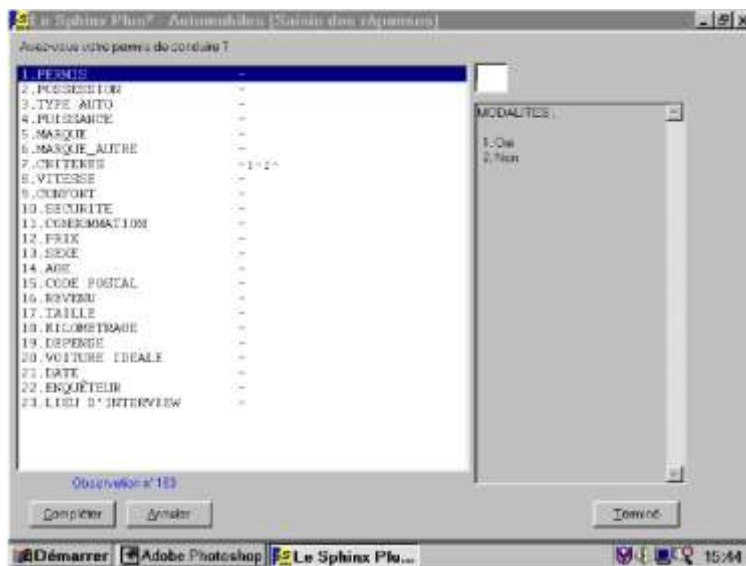 Le Sphinx Plus² - Automobiles [Saisie des réponses]
Avez-vous votre permis de conduire ?
1.PERMIS -
2.POSSESSION -
3.TYPE AUTO -
4.PUISSANCE -
5.MARQUE -
6.MARQUE_AUTRE -
7.CRITERES -1-2-
8.VITESSE -
9.CONFORT -
10.SECURITE -
11.CONSOMMATION -
12.PRIX -
13.SEXE -
14.AGE -
15.CODE POSTAL -
16.REVENU -
17.TAILLE -
18.KILOMETRAGE -
19.DEPENSE -
20.VOITURE IDEALE -
21.DATE -
22.ENQUÊTEUR -
23.LIEU D'INTERVIEW -
MODALITES :
1. Oui
2. Non
Observation n°163
Compléter Annuler Terminé
Démarrer Adobe Photoshop Le Sphinx Plu... 15:44